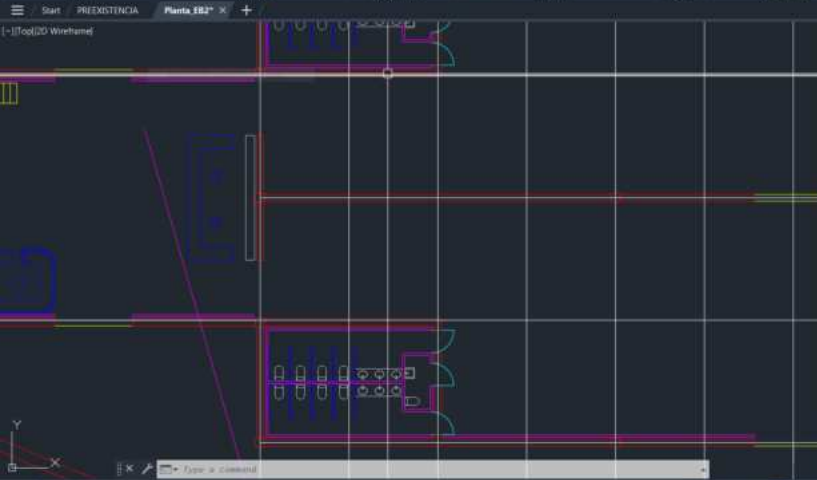 Start
PREEXISTENCIA
Planta_EB2*
[−][Top][2D Wireframe]
Y
X
Type a command